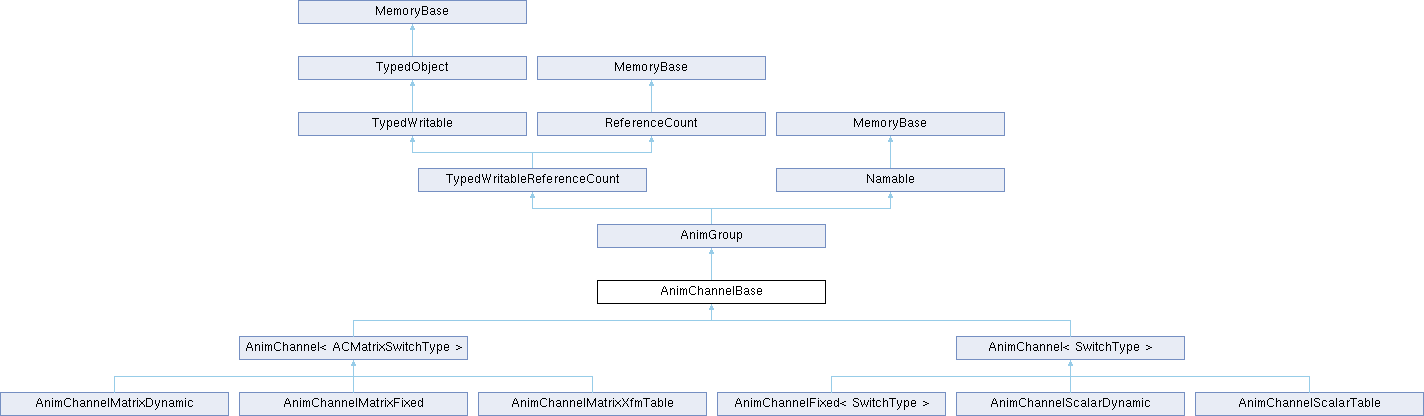 MemoryBase
TypedObject MemoryBase
TypedWritable ReferenceCount MemoryBase
TypedWritableReferenceCount Namable
AnimGroup
AnimChannelBase
AnimChannel< ACMatrixSwitchType > AnimChannel< SwitchType >
AnimChannelMatrixDynamic AnimChannelMatrixFixed AnimChannelMatrixXfmTable AnimChannelFixed< SwitchType > AnimChannelScalarDynamic AnimChannelScalarTable